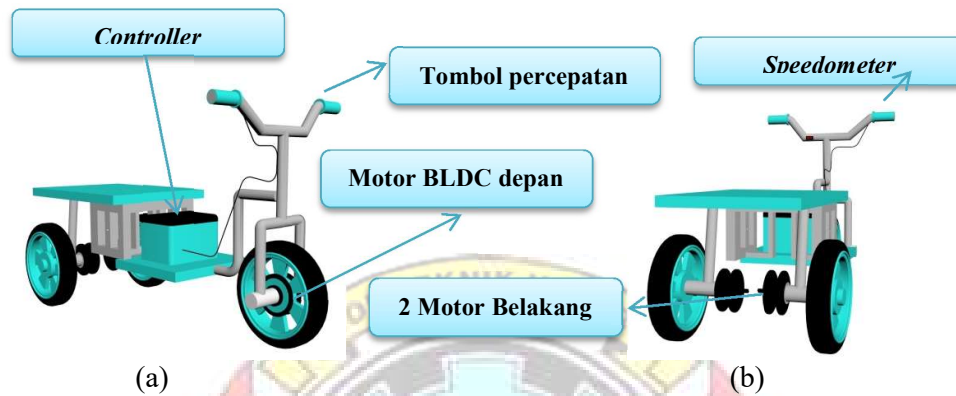 Controller
Tombol percepatan
Speedometer
Motor BLDC depan
2 Motor Belakang
(a)
(b)